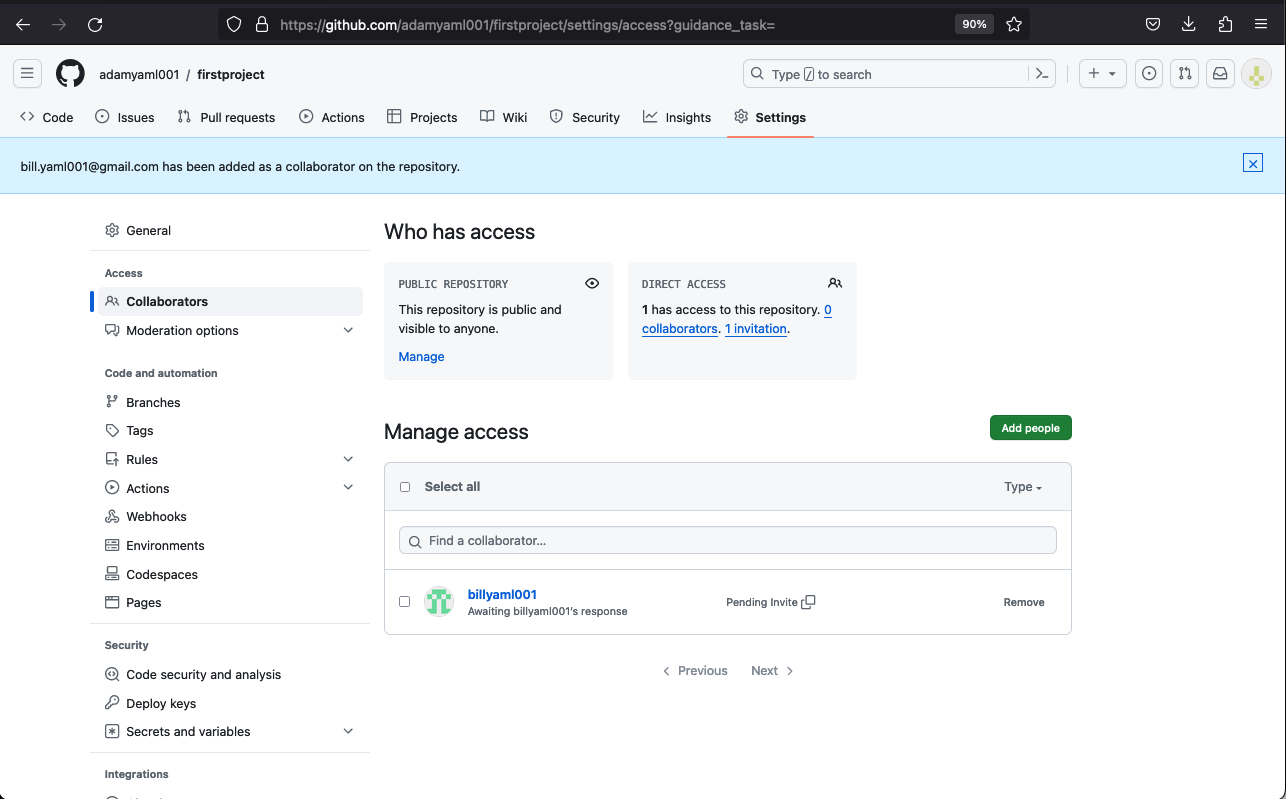 https://github.com/adamyaml001/firstproject/settings/access?guidance_task=
90%
adamyaml001 / firstproject
Type / to search
Code
Issues
Pull requests
Actions
Projects
Wiki
Security
Insights
Settings
bill.yaml001@gmail.com has been added as a collaborator on the repository.
General
Access
Collaborators
Moderation options
Code and automation
Branches
Tags
Rules
Actions
Webhooks
Environments
Codespaces
Pages
Security
Code security and analysis
Deploy keys
Secrets and variables
Integrations
Who has access
PUBLIC REPOSITORY
This repository is public and
visible to anyone.
Manage
DIRECT ACCESS
1 has access to this repository. 0
collaborators. 1 invitation.
Manage access
Add people
Select all
Type
Find a collaborator...
billyaml001
Awaiting billyaml001's response
Pending Invite
Remove
Previous
Next